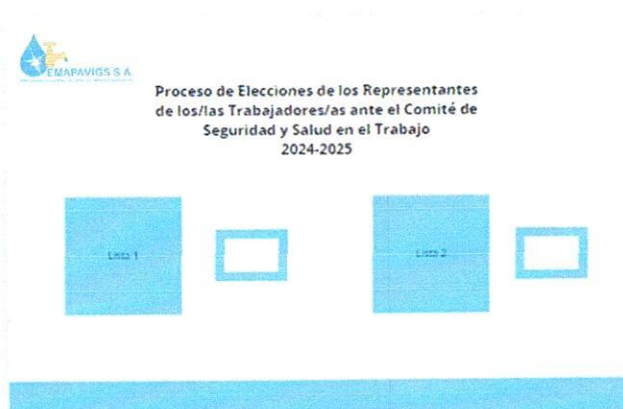 EMAPAVIGS S.A.
Proceso de Elecciones de los Representantes
de los/las Trabajadores/as ante el Comité de
Seguridad y Salud en el Trabajo
2024-2025
Lista 1
Lista 2